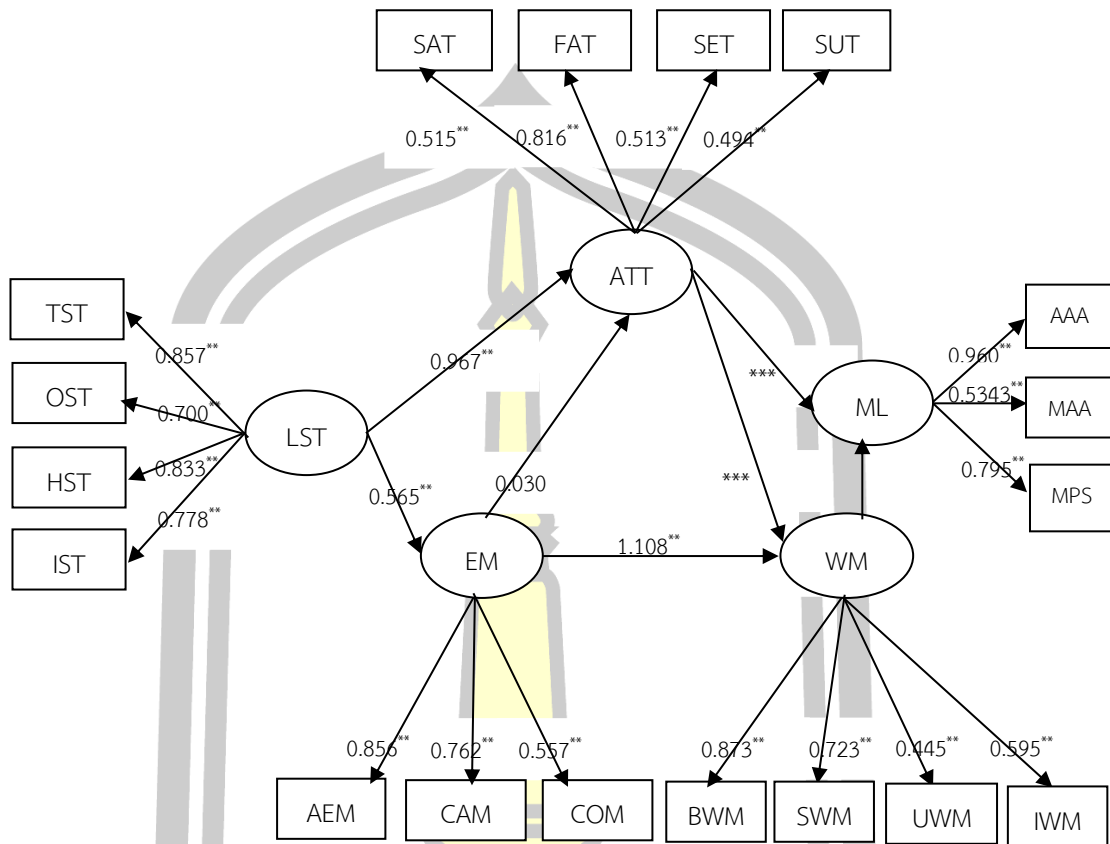 SAT FAT SET SUT
0.515** 0.816** 0.513** 0.494**
ATT
TST
AAA
0.857**
0.967**
0.960**
***
OST
0.700**
ML
0.5343**
MAA
LST
HST
0.833**
0.795**
MPS
0.565**
0.030
***
0.778**
IST
EM
1.108**
WM
0.856** 0.762** 0.557** 0.873** 0.723** 0.445** 0.595**
AEM CAM COM BWM SWM UWM IWM